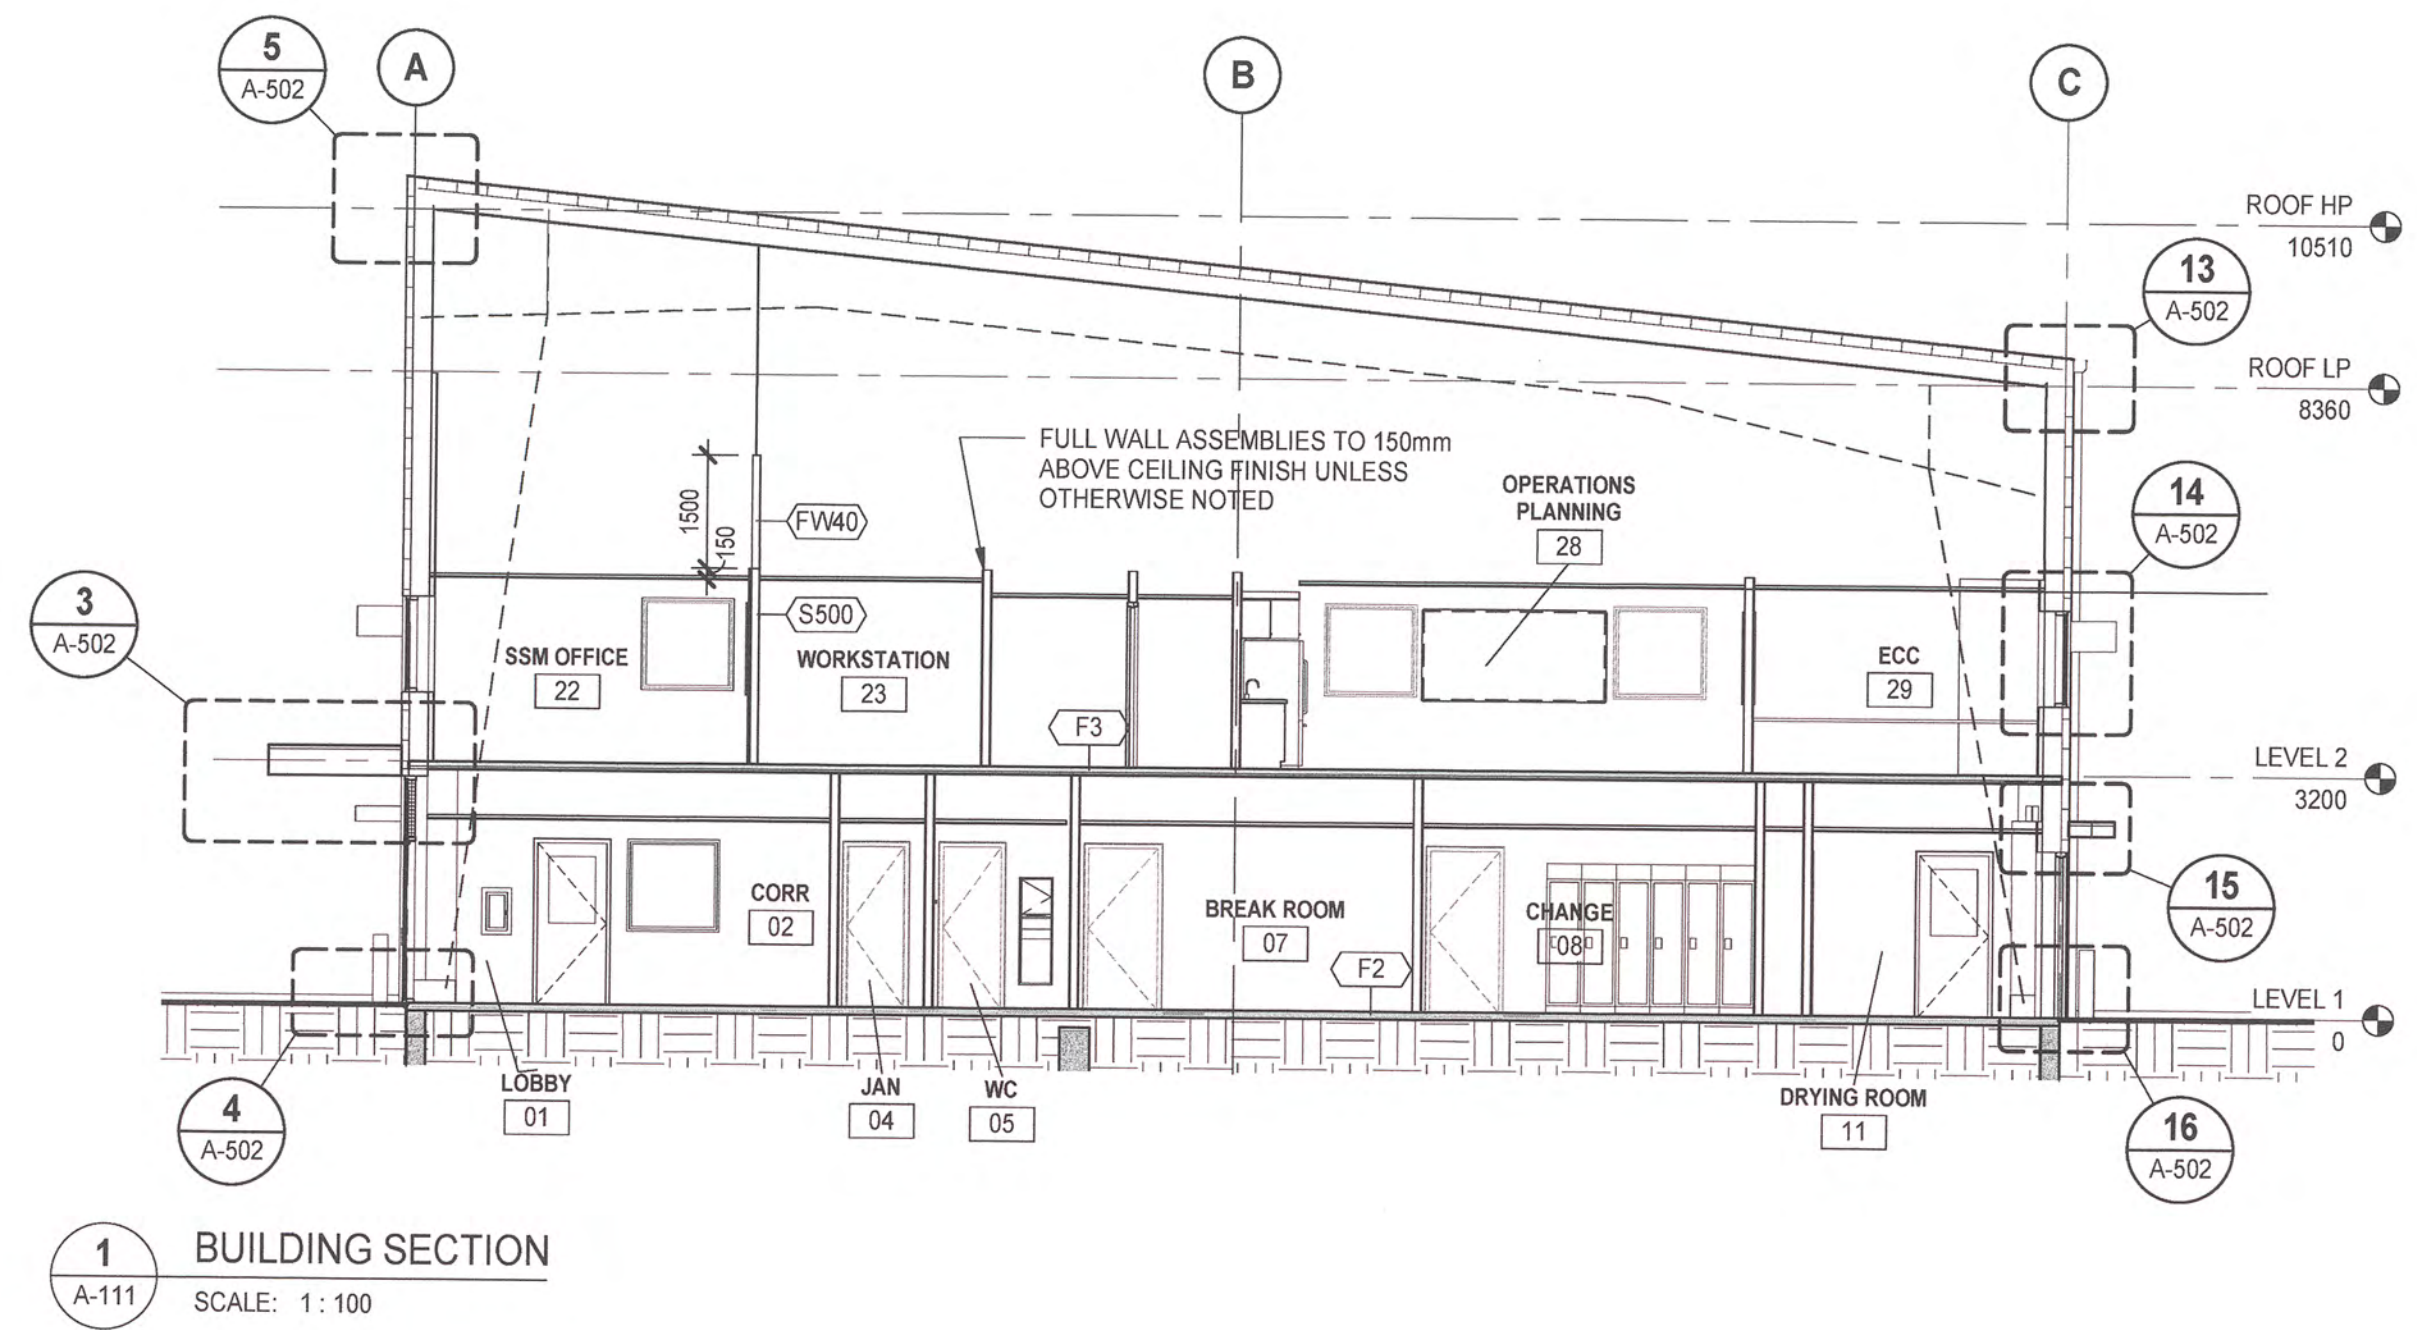 5
A-502
A
B
C
ROOF HP
10510
13
A-502
ROOF LP
8360
FULL WALL ASSEMBLIES TO 150mm
ABOVE CEILING FINISH UNLESS
OTHERWISE NOTED
1500
150
FW40
OPERATIONS
PLANNING
28
14
A-502
3
A-502
S500
SSM OFFICE
22
WORKSTATION
23
ECC
29
F3
LEVEL 2
3200
CORR
02
BREAK ROOM
07
CHANGE
08
F2
15
A-502
LEVEL 1
0
LOBBY
01
JAN
04
WC
05
DRYING ROOM
11
4
A-502
16
A-502
1
A-111
BUILDING SECTION
SCALE: 1 : 100